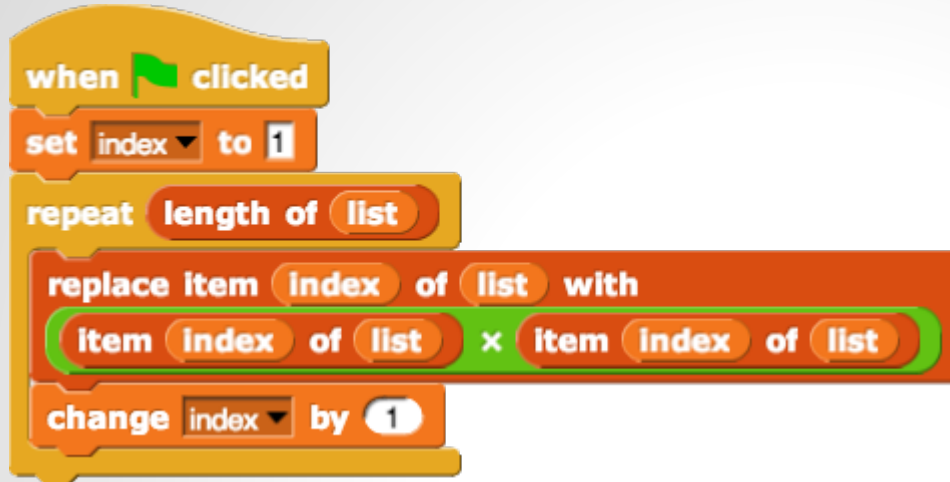 when clicked
set index to 1
repeat length of list
replace item index of list with
item index of list × item index of list
change index by 1